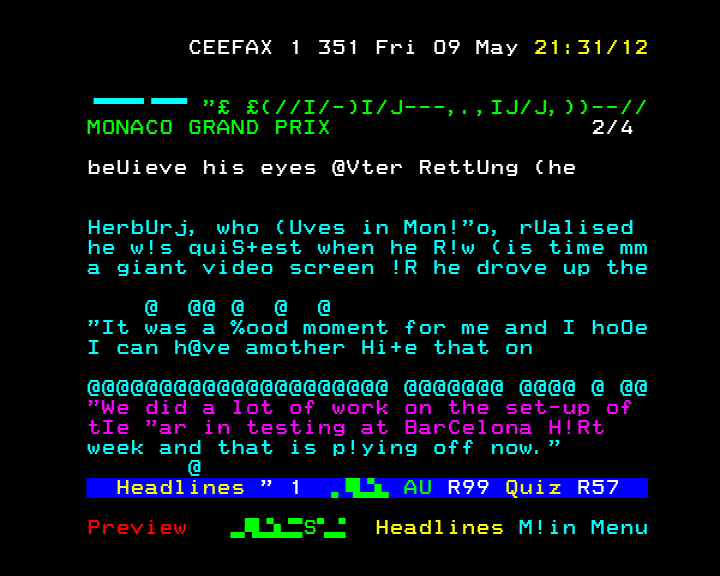 CEEFAX 1 351 Fri 09 May 21:31/12
"£ £(//I/-)I/J---,.,IJ/J,))--//
MONACO GRAND PRIX 2/4
beUieve his eyes @Vter RettUng (he
HerbUrj, who (Uves in Mon!"o, rUalised
he w!s quiS+est when he R!w (is time mm
a giant video screen !R he drove up the
@ @@ @ @ @
"It was a %ood moment for me and I hoOe
I can h@ve amother Hi+e that on
@@@@@@@@@@@@@@@@@@@@@ @@@@@@@ @@@@ @ @@
"We did a lot of work on the set-up of
tIe "ar in testing at BarCelona H!Rt
week and that is p!ying off now."
@
Headlines " 1 AU R99 Quiz R57
Preview S Headlines M!in Menu